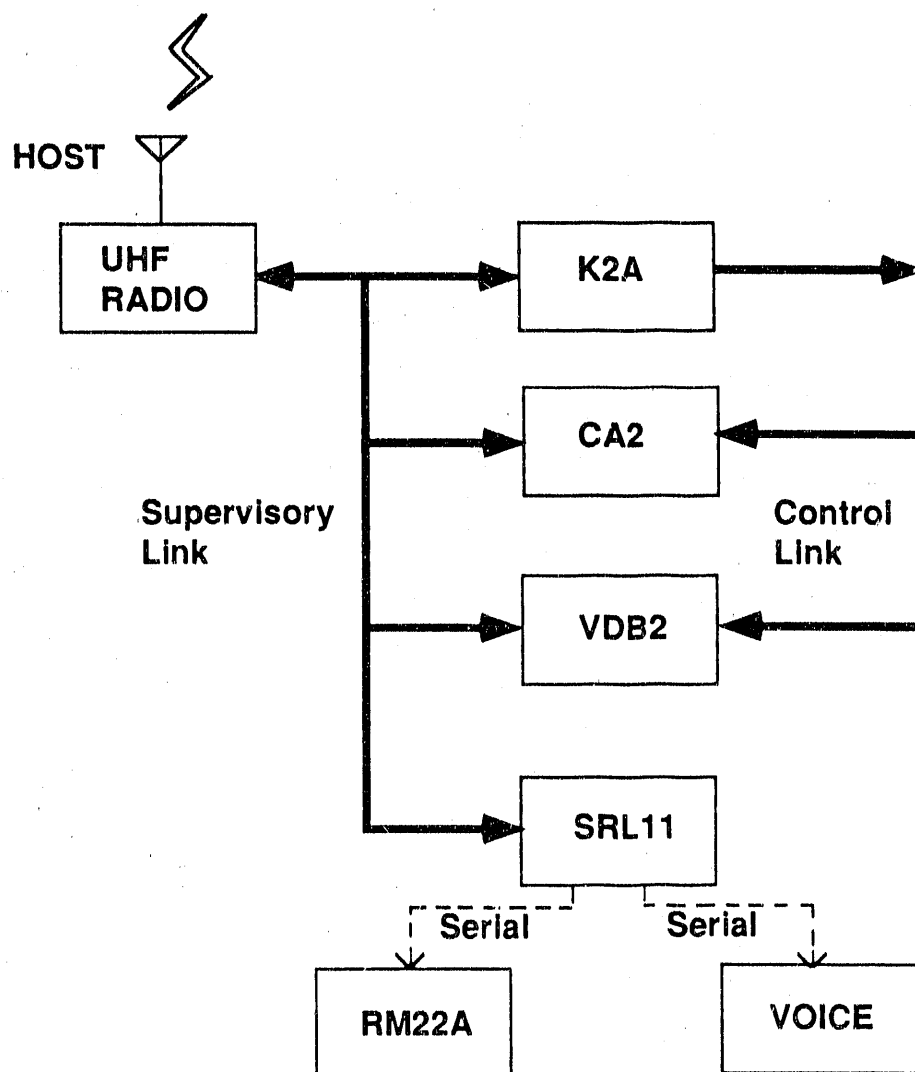 HOST
UHF
RADIO
K2A
CA2
Supervisory
Link
Control
Link
VDB2
SRL11
Serial
Serial
RM22A
VOICE